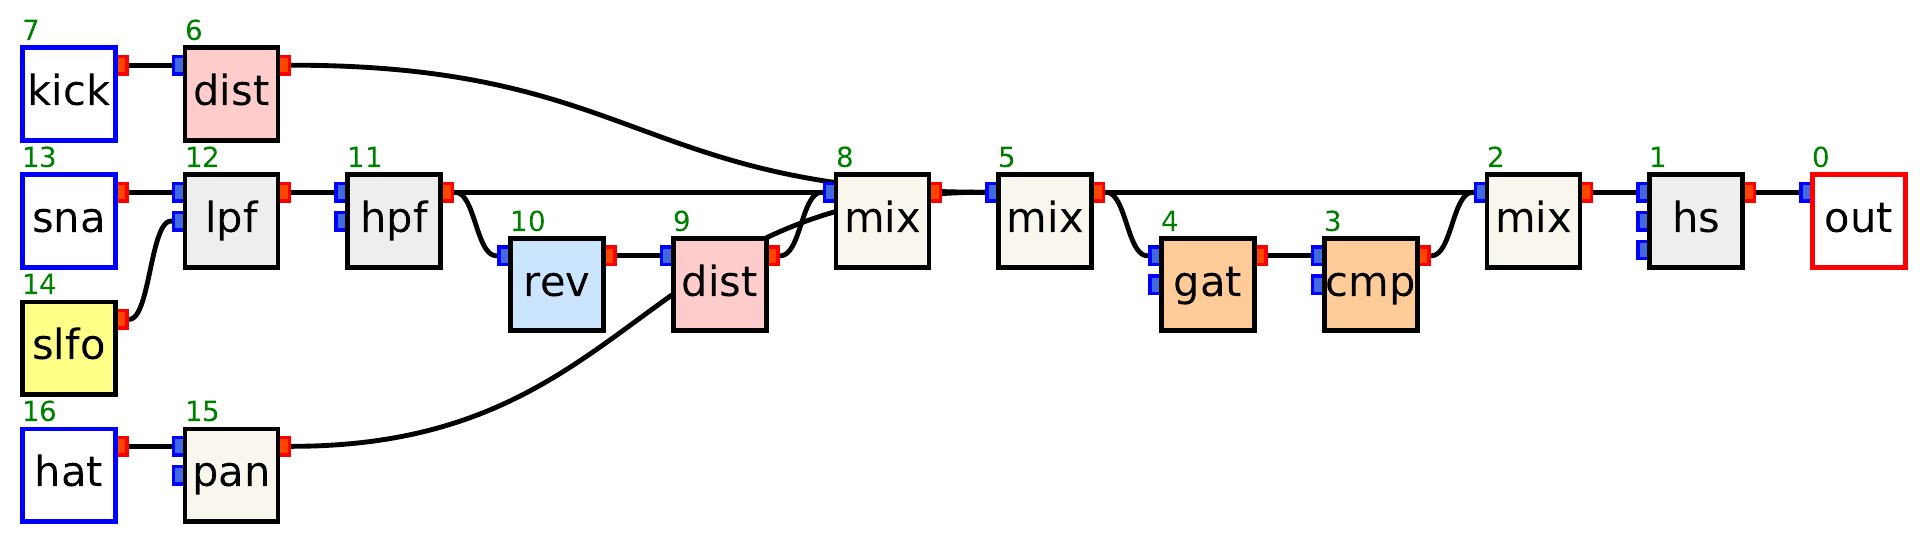 7 6
kick dist
13 12 11 8 5 2 1 0
sna lpf hpf mix mix mix hs out
10 9 4 3
rev dist gat cmp
14
slfo
16 15
hat pan